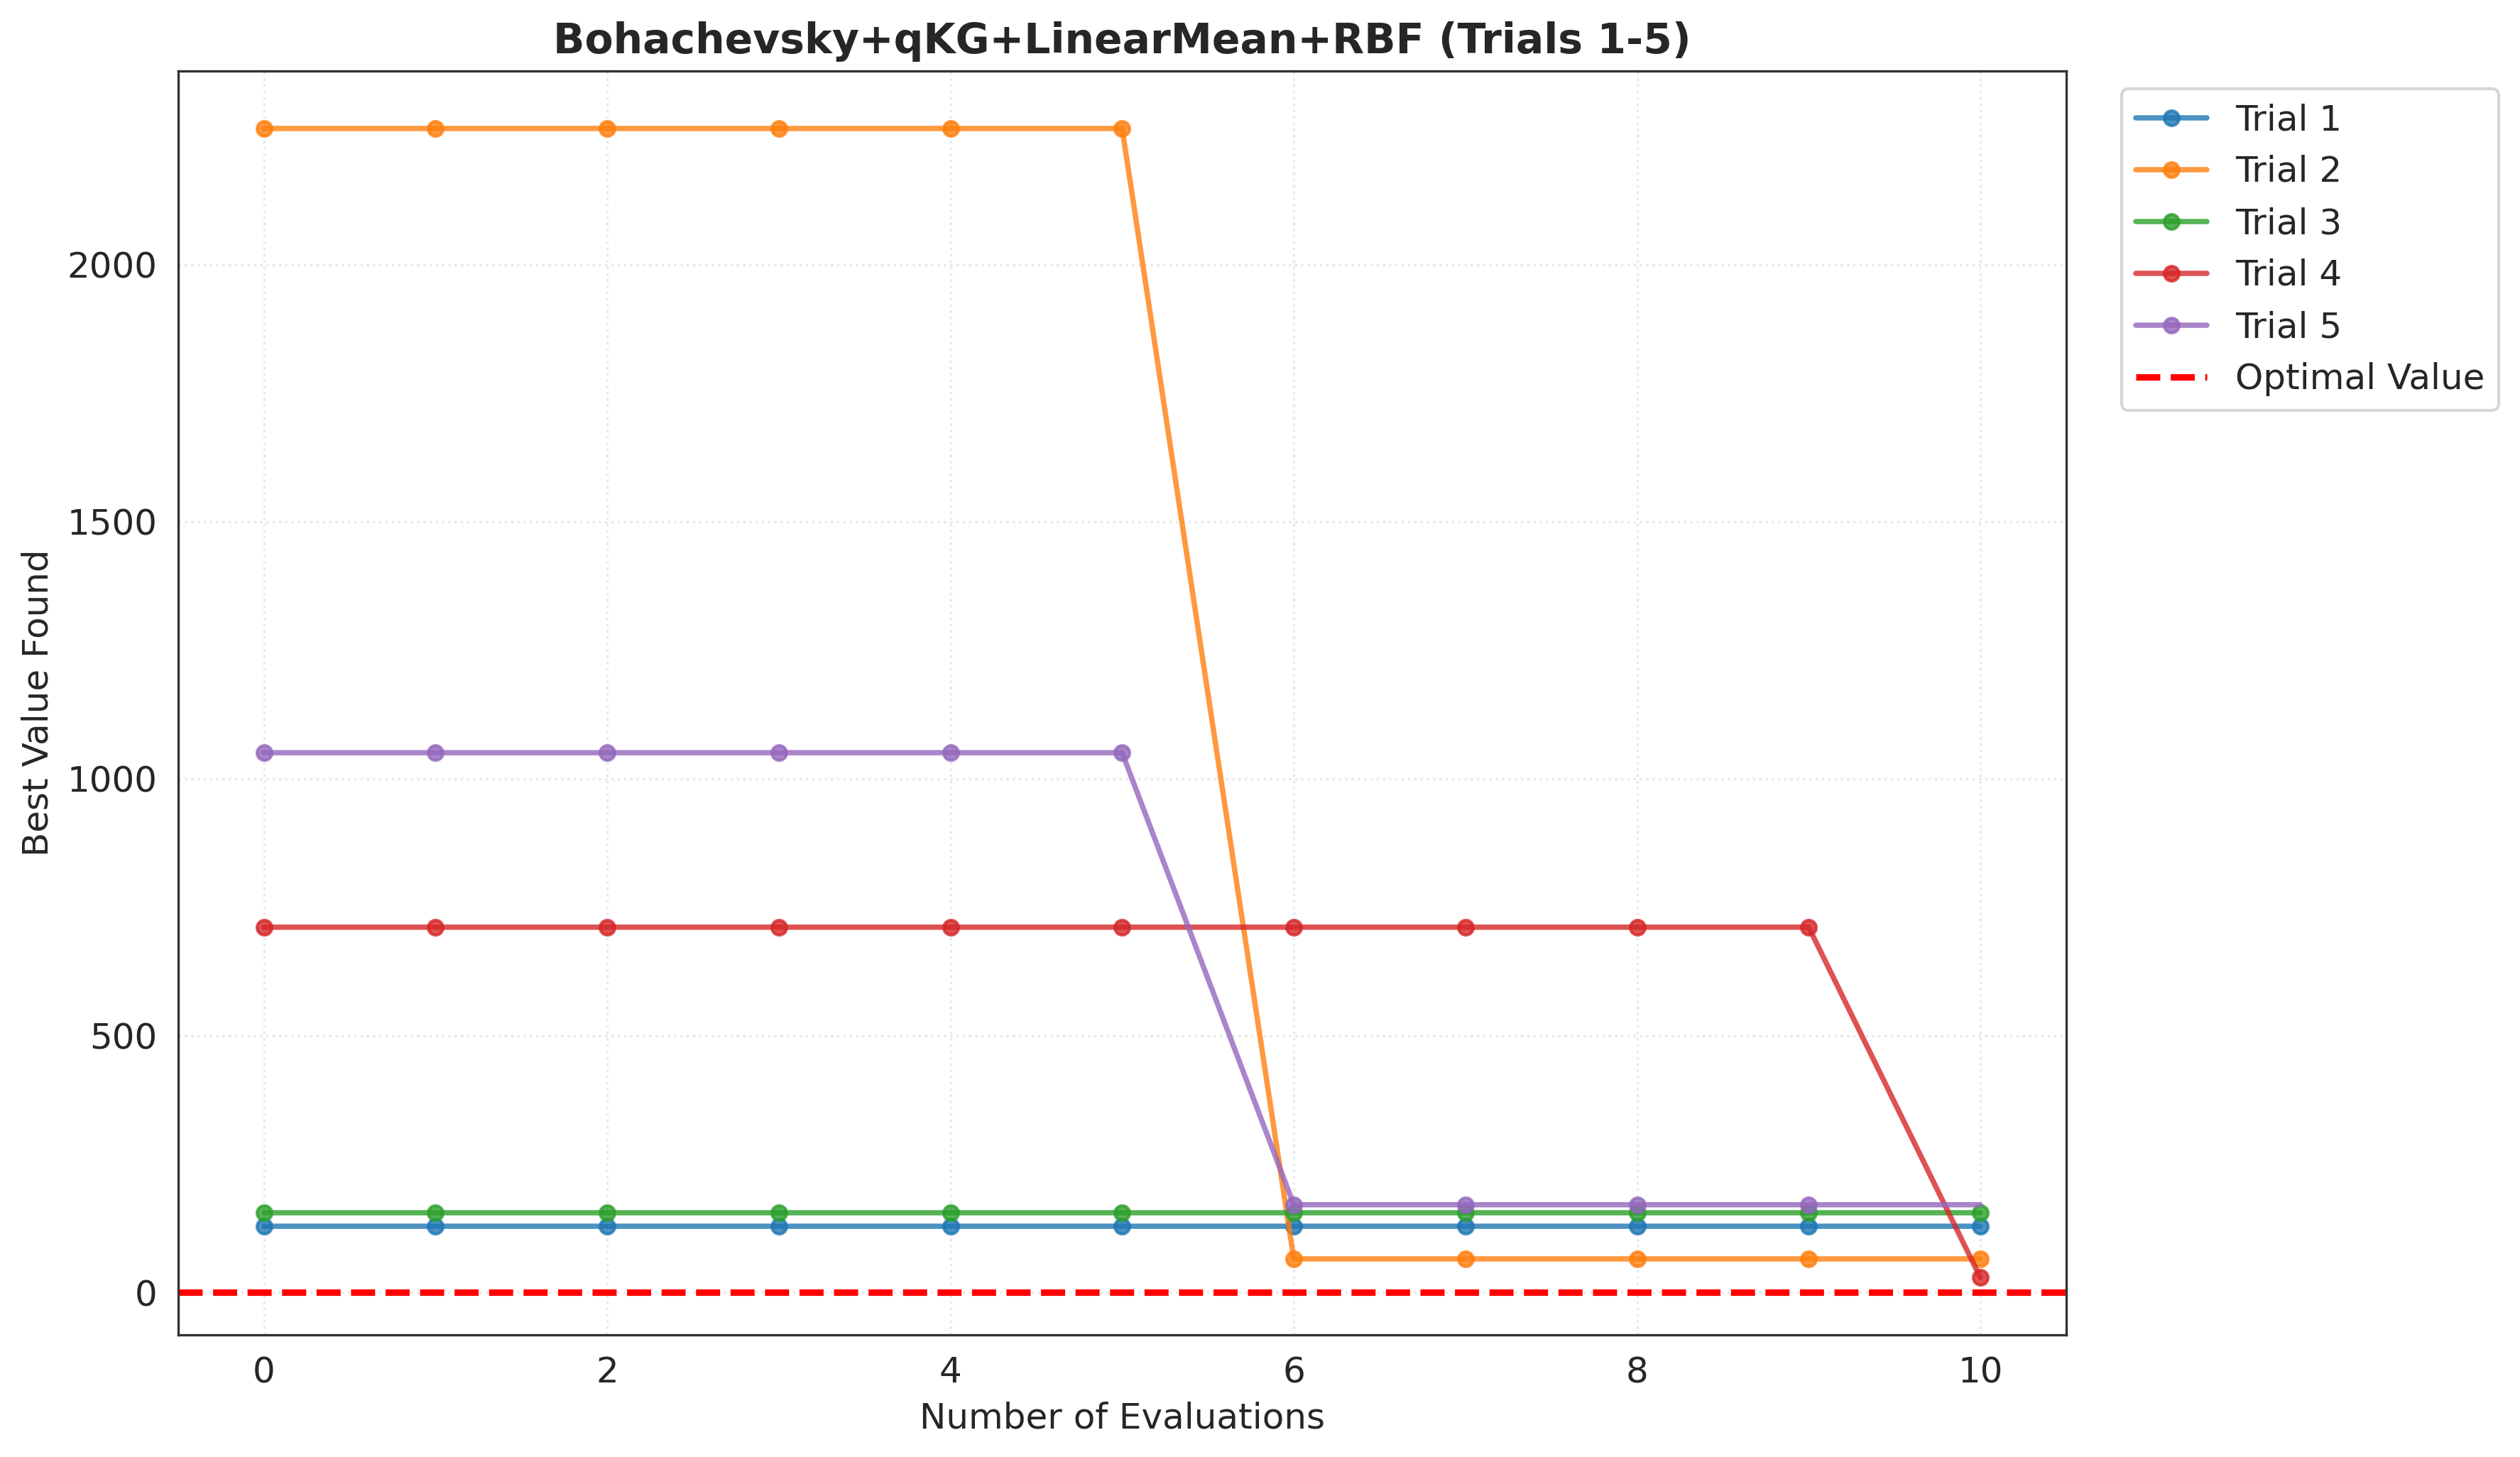 Bohachevsky+qKG+LinearMean+RBF (Trials 1-5)
Trial 1
Trial 2
Trial 3
Trial 4
Trial 5
Optimal Value
Best Value Found
2000
1500
1000
500
0
0 2 4 6 8 10
Number of Evaluations